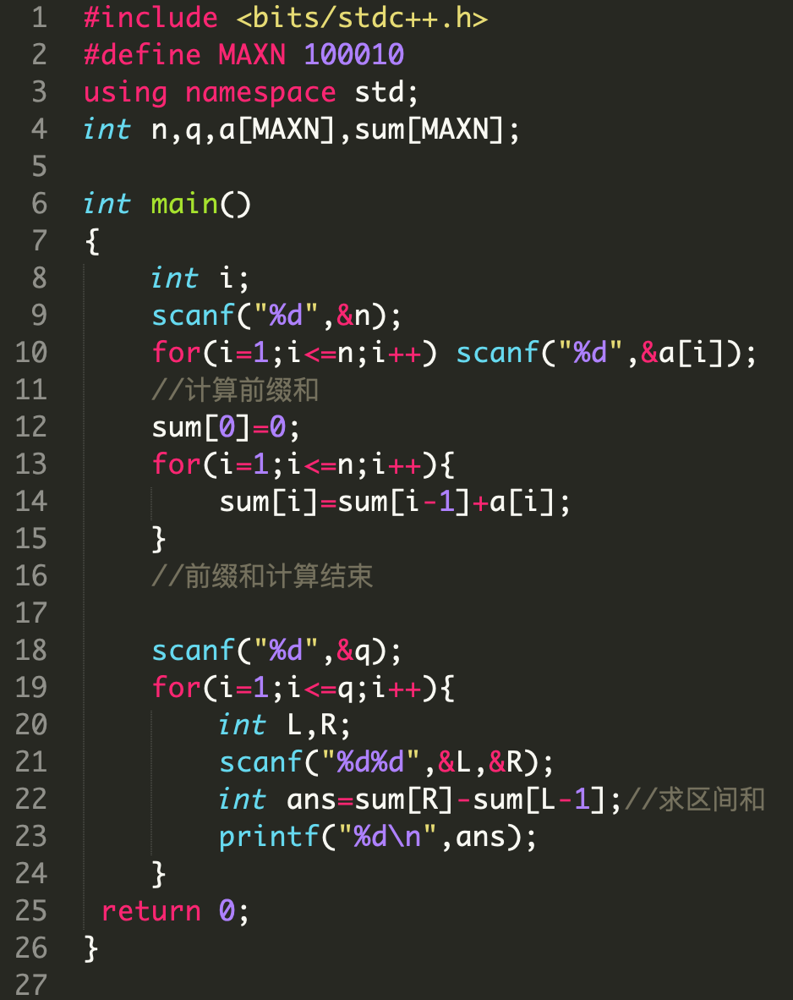 1 #include <bits/stdc++.h>
2 #define MAXN 100010
3 using namespace std;
4 int n,q,a[MAXN],sum[MAXN];
5
6 int main()
7 {
8     int i;
9     scanf("%d",&n);
10     for(i=1;i<=n;i++) scanf("%d",&a[i]);
11     //计算前缀和
12     sum[0]=0;
13     for(i=1;i<=n;i++){
14         sum[i]=sum[i-1]+a[i];
15     }
16     //前缀和计算结束
17
18     scanf("%d",&q);
19     for(i=1;i<=q;i++){
20         int L,R;
21         scanf("%d%d",&L,&R);
22         int ans=sum[R]-sum[L-1];//求区间和
23         printf("%d\n",ans);
24     }
25  return 0;
26 }
27